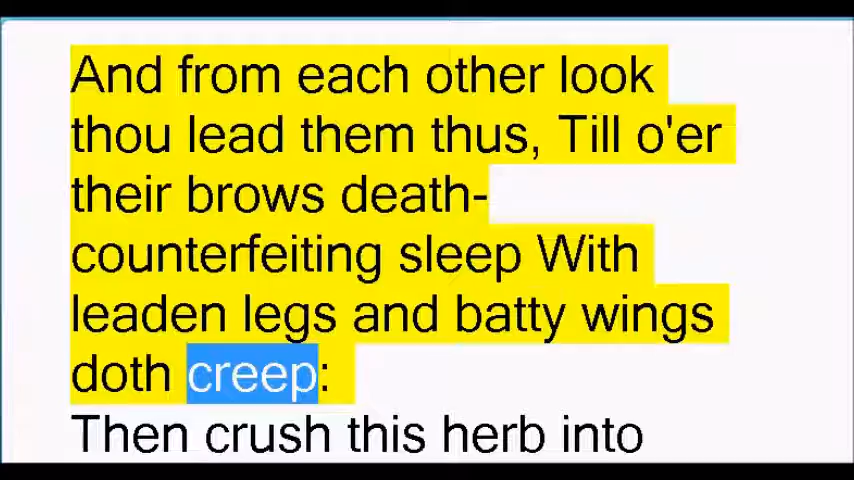 And from each other look
thou lead them thus, Till o'er
their brows death-
counterfeiting sleep With
leaden legs and batty wings
doth creep:
Then crush this herb into